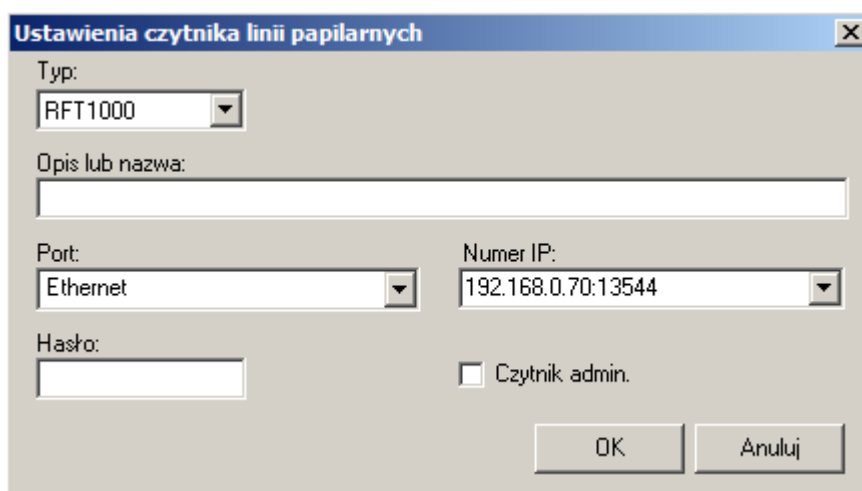 Ustawienia czytnika linii papilarnych
Typ:
RFT1000
Opis lub nazwa:
Port:
Numer IP:
Ethernet
192.168.0.70:13544
Hasło:
Czytnik admin.
OK
Anuluj